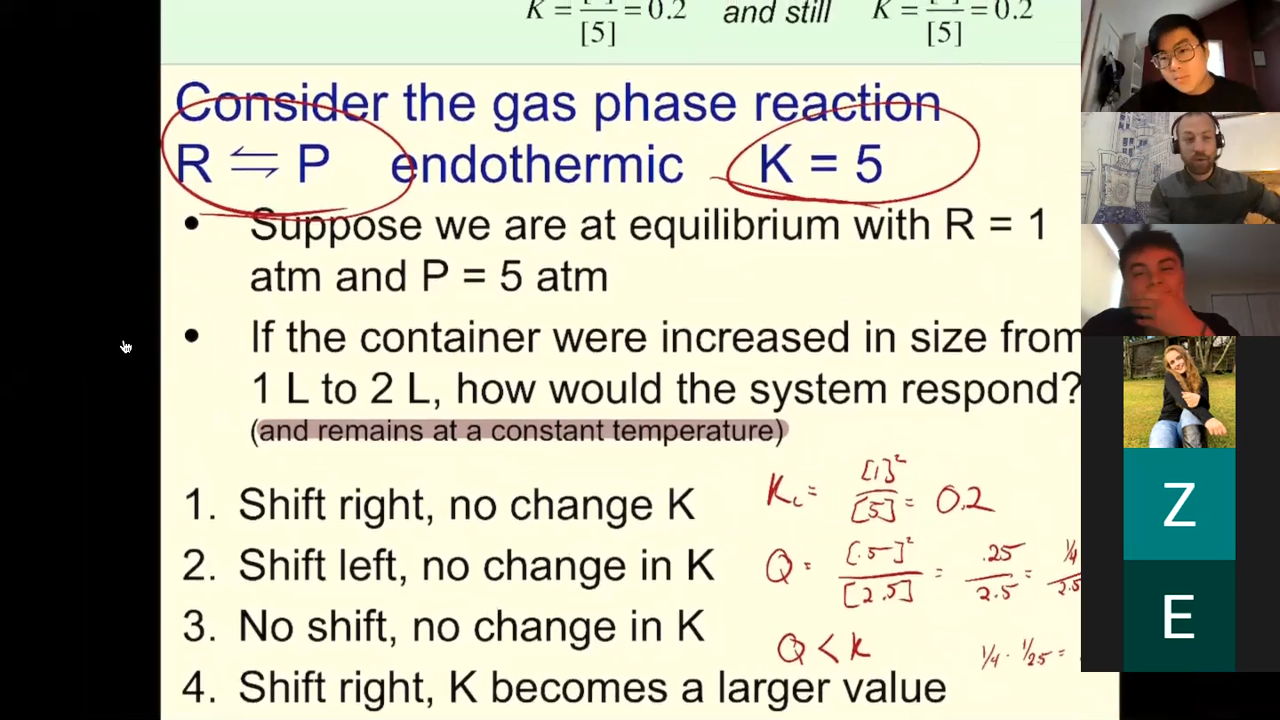 K = [ ] / [5] = 0.2 and still K = [ ] / [5] = 0.2
Consider the gas phase reaction
R ⇌ P endothermic K = 5
• Suppose we are at equilibrium with R = 1
atm and P = 5 atm
• If the container were increased in size from
1 L to 2 L, how would the system respond?
(and remains at a constant temperature)
1. Shift right, no change K
2. Shift left, no change in K
3. No shift, no change in K
4. Shift right, K becomes a larger value
Kc = [1]² / [5] = 0.2
Q = [.5]² / [2.5] = .25 / 2.5 = 1/4 / 2.5
Q < K
1/4 · 1/25 =
Z
E